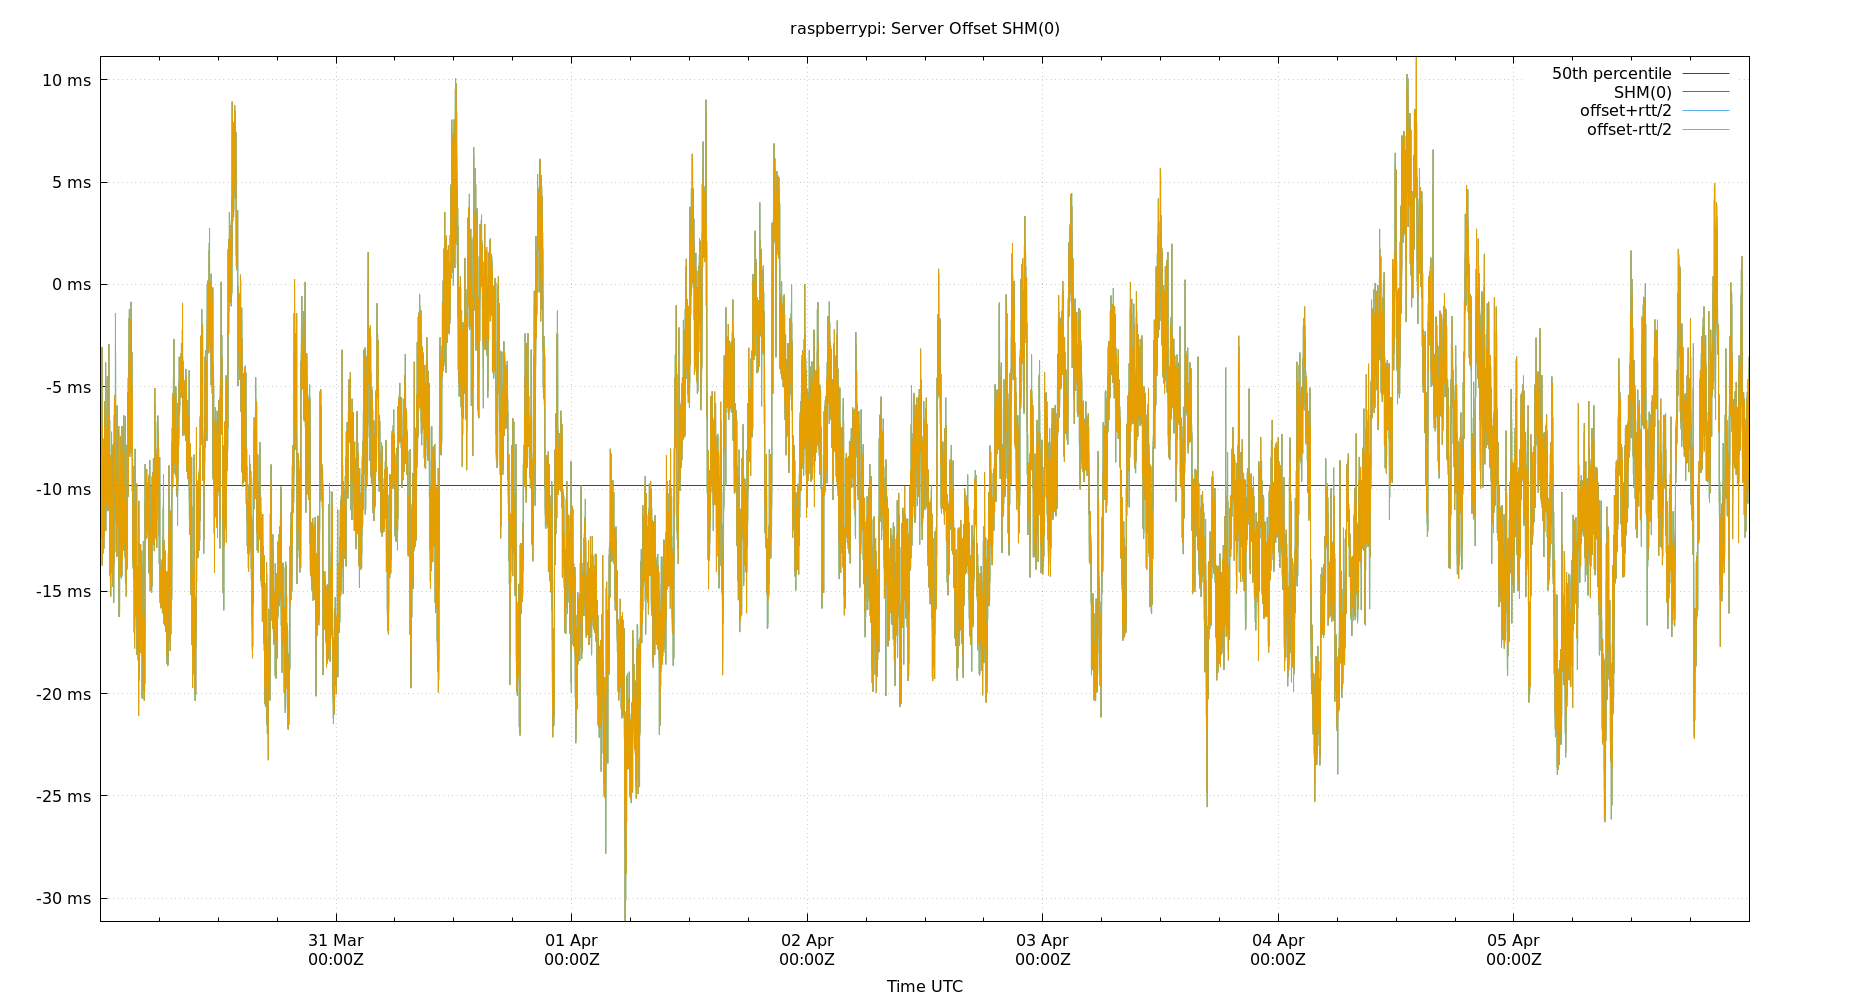 raspberrypi: Server Offset SHM(0)
50th percentile
SHM(0)
offset+rtt/2
offset-rtt/2
10 ms
5 ms
0 ms
-5 ms
-10 ms
-15 ms
-20 ms
-25 ms
-30 ms
31 Mar 01 Apr 02 Apr 03 Apr 04 Apr 05 Apr
00:00Z 00:00Z 00:00Z 00:00Z 00:00Z 00:00Z
Time UTC